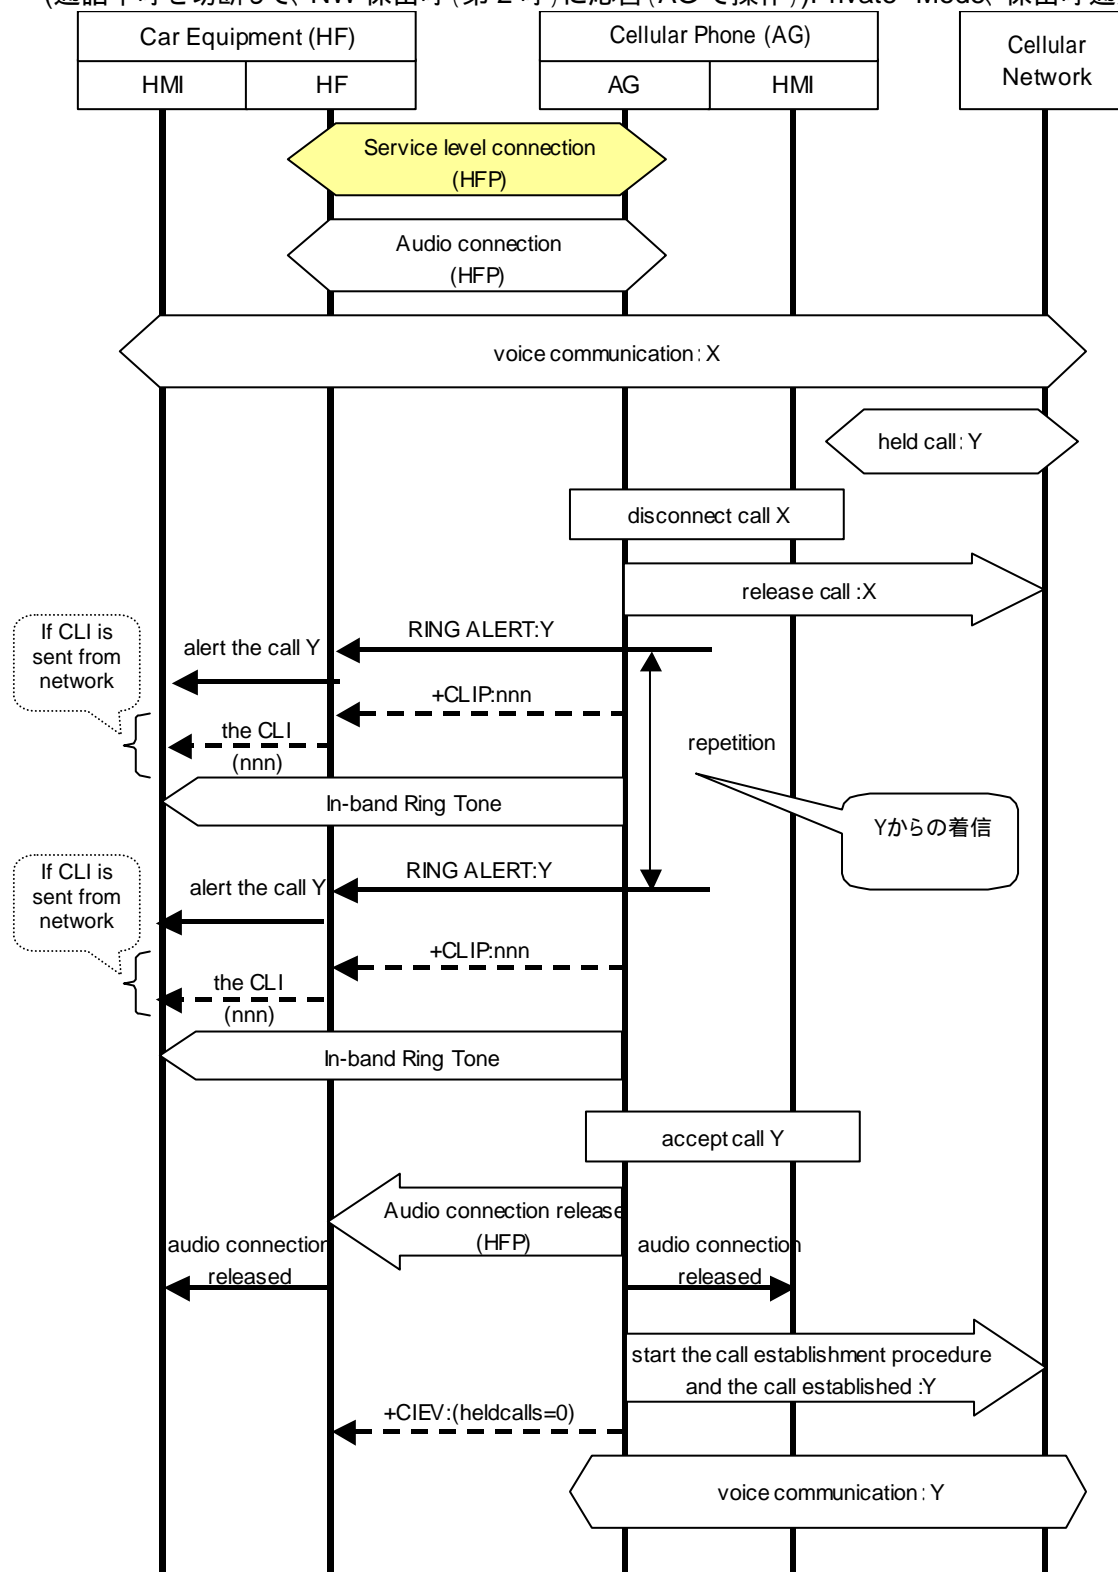 Car Equipment (HF)
Cellular Phone (AG)
Cellular
Network
HMI
HF
AG
HMI
Service level connection
(HFP)
Audio connection
(HFP)
voice communication: X
held call: Y
disconnect call X
release call :X
If CLI is
sent from
network
alert the call Y
RING ALERT:Y
+CLIP:nnn
the CLI
(nnn)
repetition
In-band Ring Tone
Yからの着信
If CLI is
sent from
network
alert the call Y
RING ALERT:Y
+CLIP:nnn
the CLI
(nnn)
In-band Ring Tone
accept call Y
Audio connection release
(HFP)
audio connection
released
audio connection
released
start the call establishment procedure
and the call established :Y
+CIEV:(heldcalls=0)
voice communication: Y